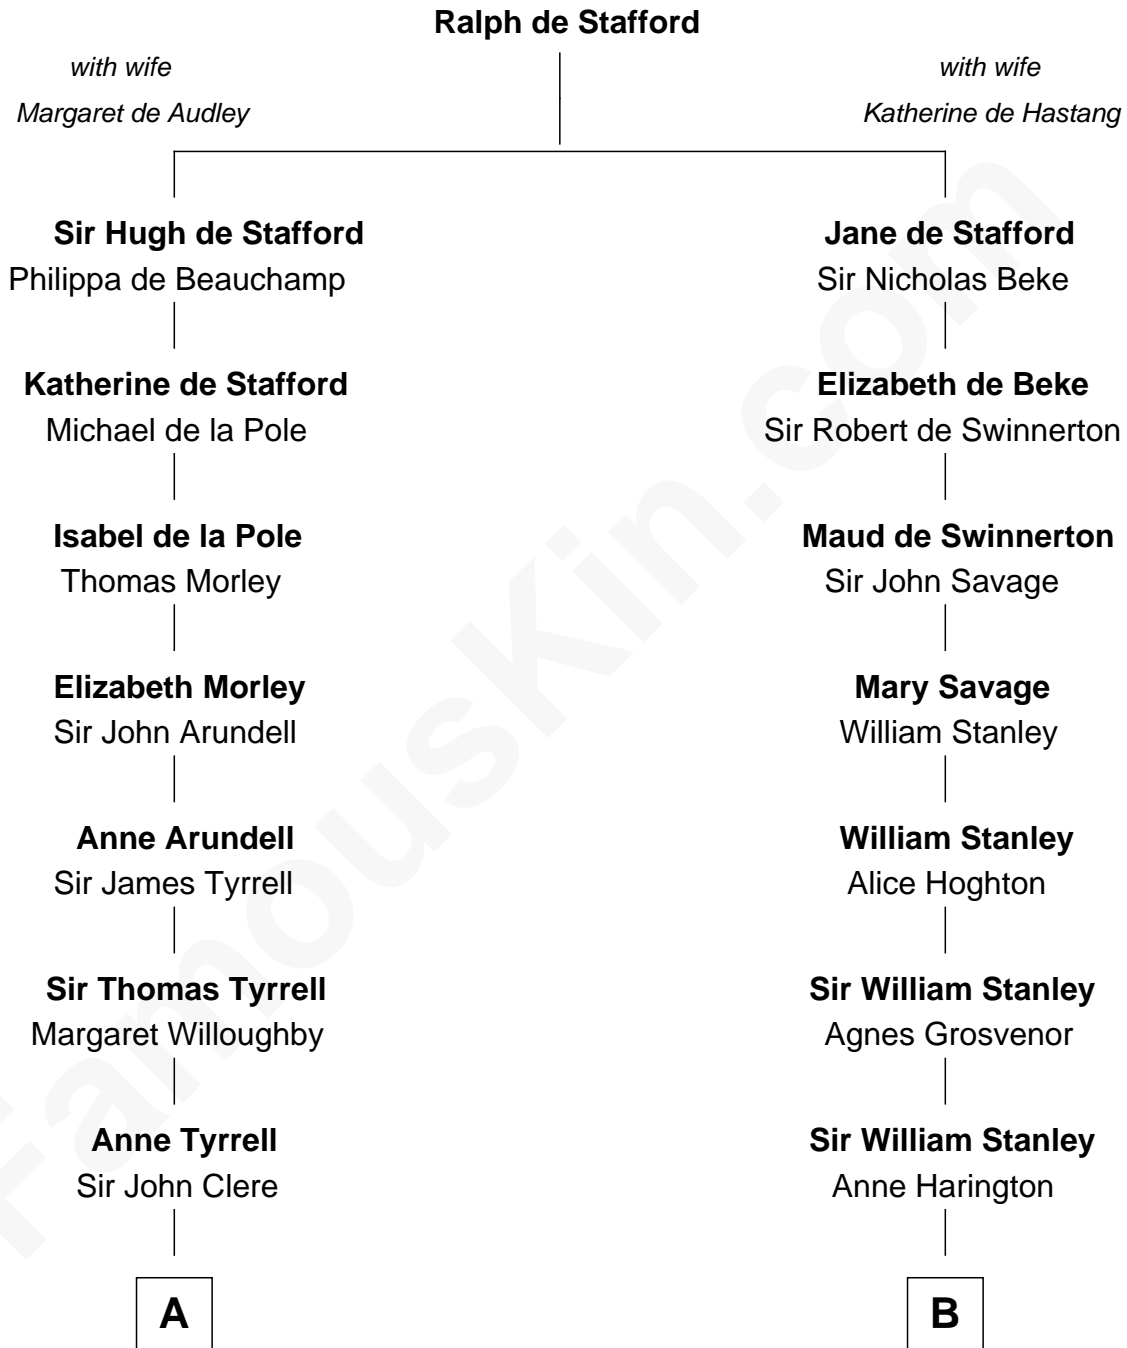 Ralph de Stafford
with wife
Margaret de Audley
with wife
Katherine de Hastang
Sir Hugh de Stafford
Philippa de Beauchamp
Jane de Stafford
Sir Nicholas Beke
Katherine de Stafford
Michael de la Pole
Elizabeth de Beke
Sir Robert de Swinnerton
Isabel de la Pole
Thomas Morley
Maud de Swinnerton
Sir John Savage
Elizabeth Morley
Sir John Arundell
Mary Savage
William Stanley
Anne Arundell
Sir James Tyrrell
William Stanley
Alice Hoghton
Sir Thomas Tyrrell
Margaret Willoughby
Sir William Stanley
Agnes Grosvenor
Anne Tyrrell
Sir John Clere
Sir William Stanley
Anne Harington
A
B
FamousKin.com